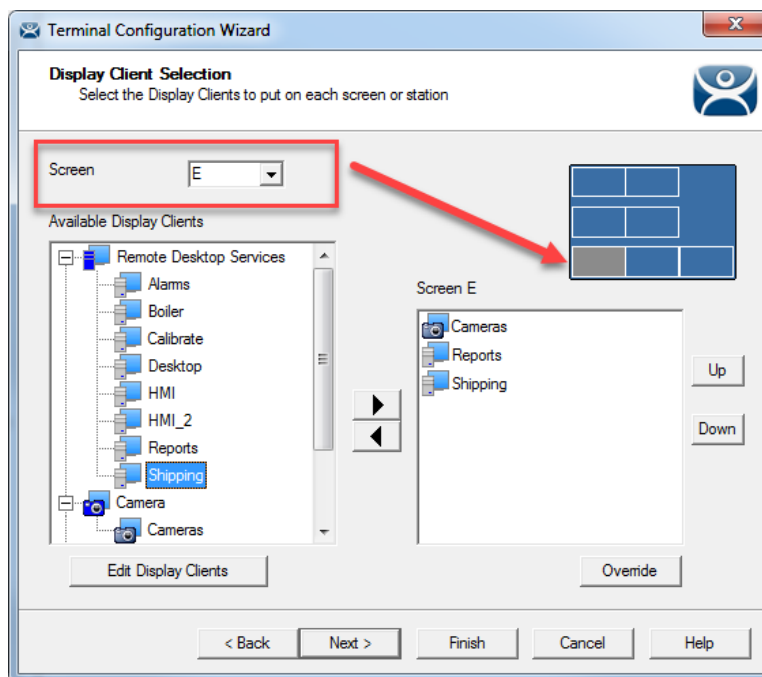 Terminal Configuration Wizard
Display Client Selection
Select the Display Clients to put on each screen or station
Screen
E
Available Display Clients
Remote Desktop Services
Alarms
Boiler
Calibrate
Desktop
HMI
HMI_2
Reports
Shipping
Camera
Cameras
Edit Display Clients
Screen E
Cameras
Reports
Shipping
Up
Down
Override
< Back
Next >
Finish
Cancel
Help